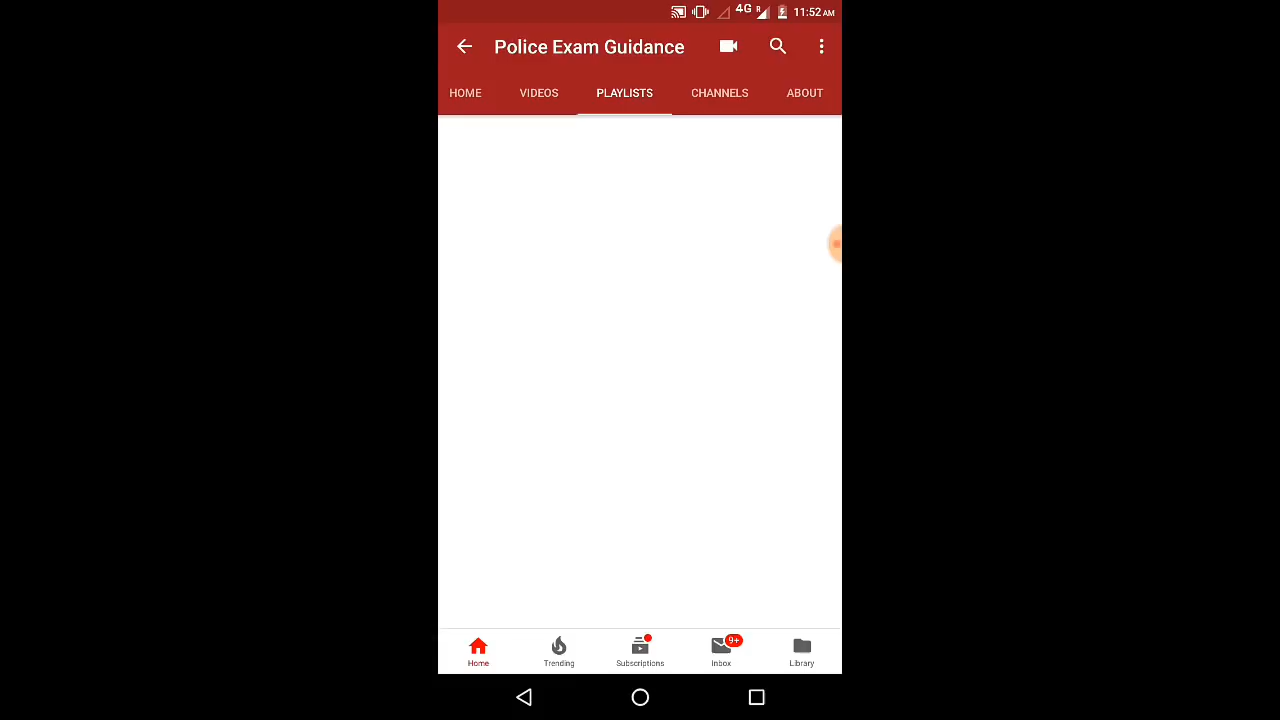 4G R 11:52 AM
Police Exam Guidance
HOME VIDEOS PLAYLISTS CHANNELS ABOUT
9+
Home Trending Subscriptions Inbox Library